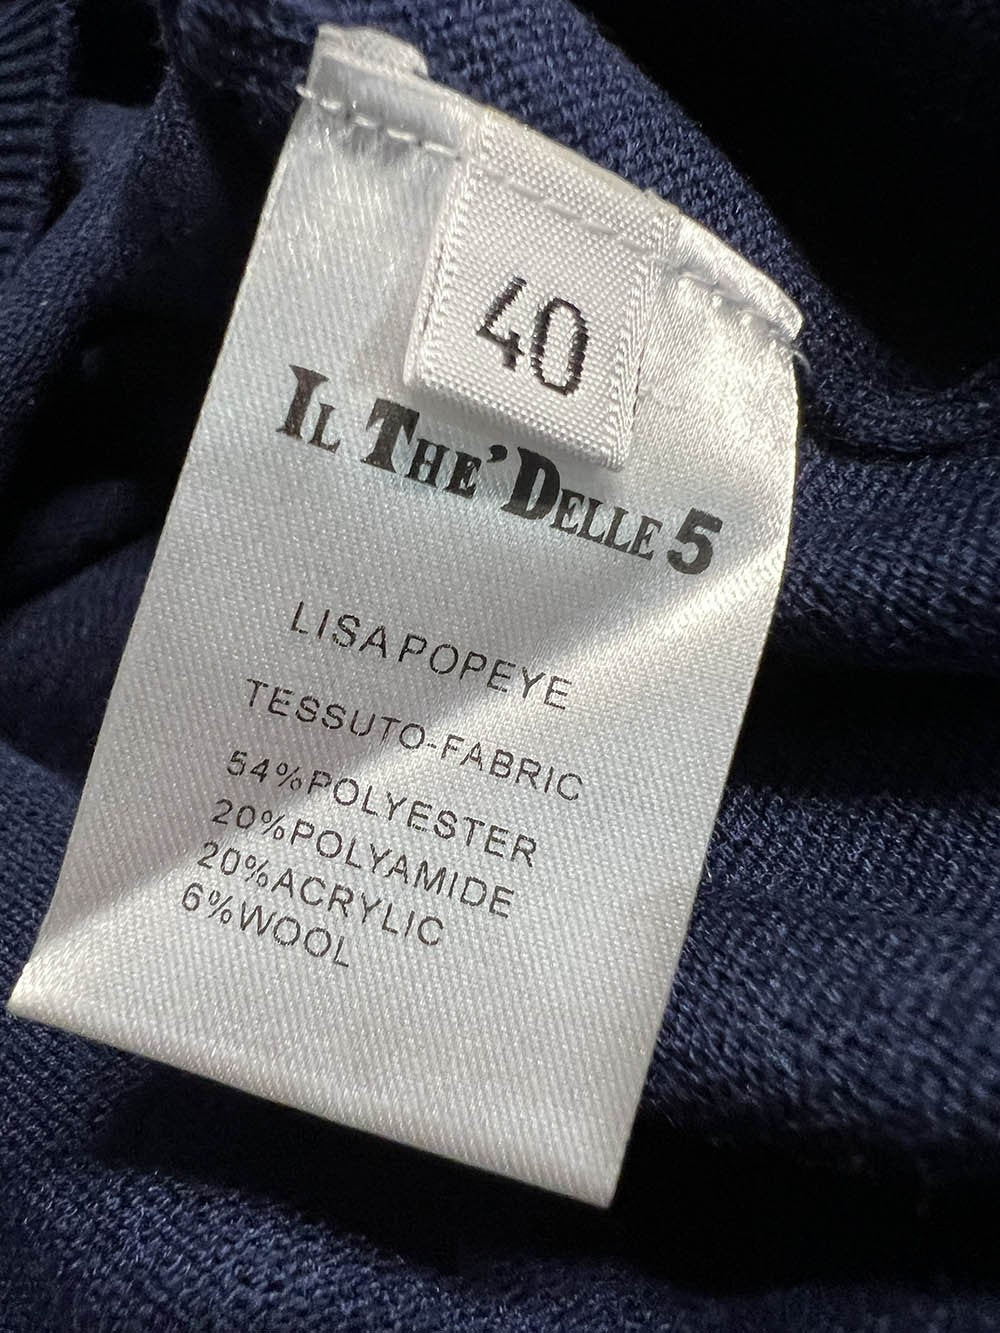 40
IL THE' DELLE 5
LISA POPEYE
TESSUTO-FABRIC
54%POLYESTER
20%POLYAMIDE
20%ACRYLIC
6%WOOL